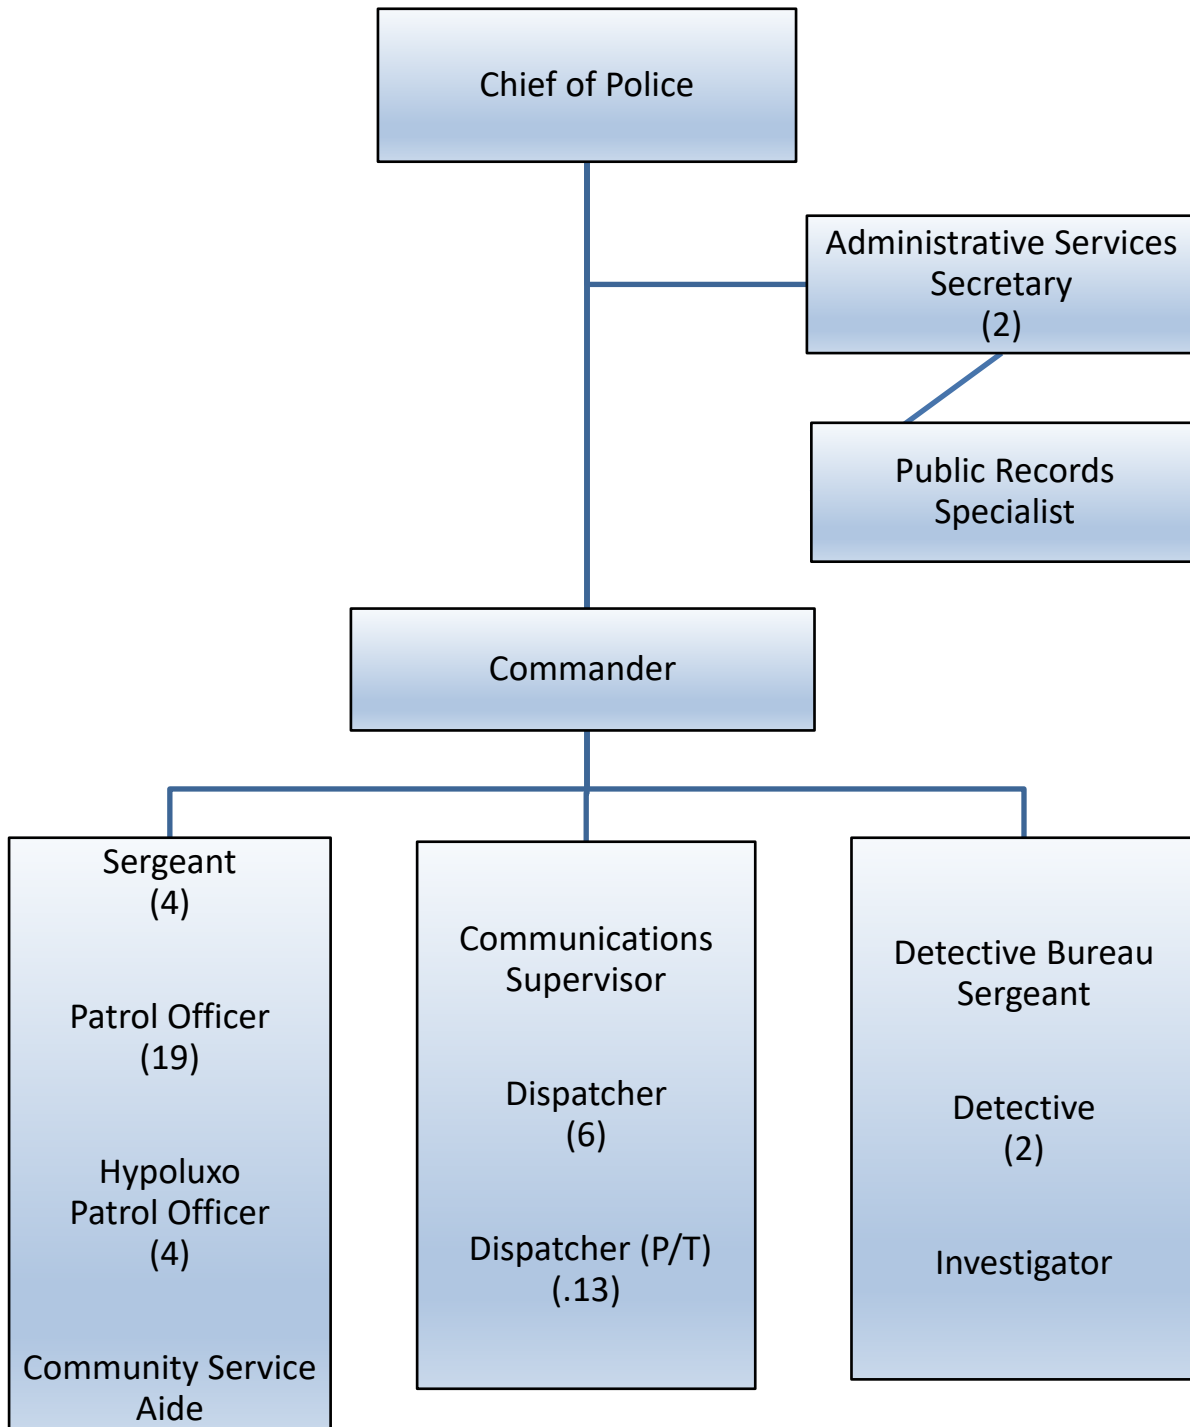 Chief of Police
Administrative Services
Secretary
(2)
Public Records
Specialist
Commander
Sergeant
(4)
Patrol Officer
(19)
Hypoluxo
Patrol Officer
(4)
Community Service
Aide
Communications
Supervisor
Dispatcher
(6)
Dispatcher (P/T)
(.13)
Detective Bureau
Sergeant
Detective
(2)
Investigator